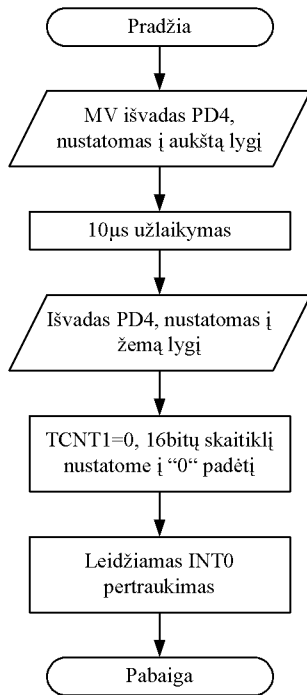 Pradžia
MV išvadas PD4,
nustatomas į aukštą lygį
10µs užlaikymas
Išvadas PD4, nustatomas į
žemą lygį
TCNT1=0, 16bitų skaitiklį
nustatome į “0“ padėtį
Leidžiamas INT0
pertraukimas
Pabaiga